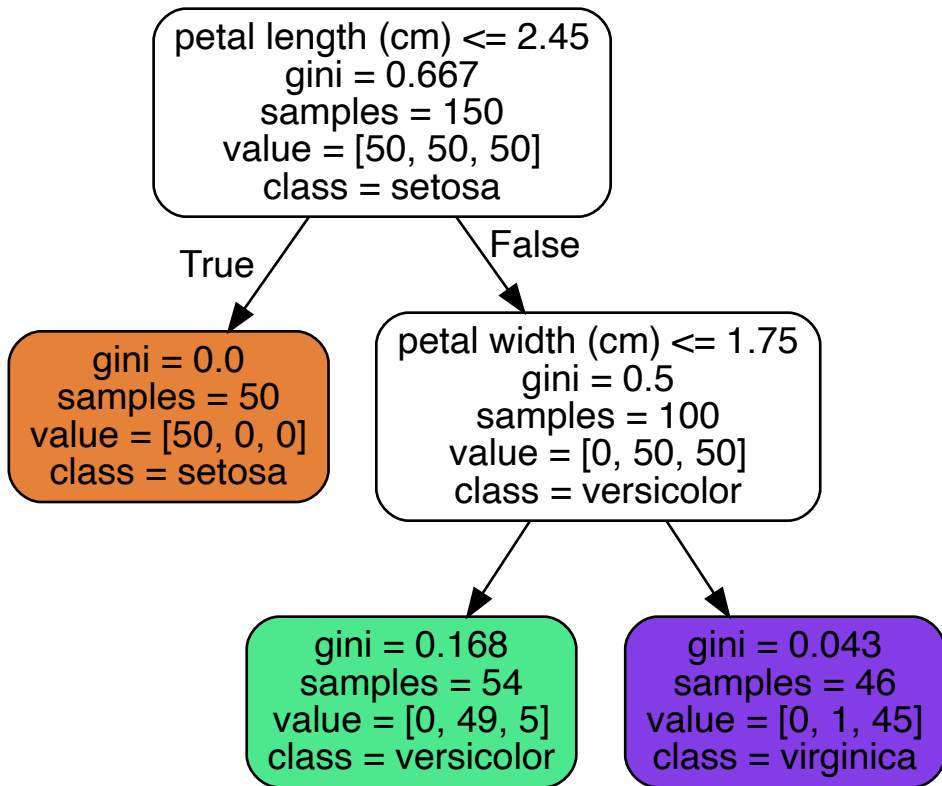 petal length (cm) <= 2.45
gini = 0.667
samples = 150
value = [50, 50, 50]
class = setosa
True
False
gini = 0.0
samples = 50
value = [50, 0, 0]
class = setosa
petal width (cm) <= 1.75
gini = 0.5
samples = 100
value = [0, 50, 50]
class = versicolor
gini = 0.168
samples = 54
value = [0, 49, 5]
class = versicolor
gini = 0.043
samples = 46
value = [0, 1, 45]
class = virginica